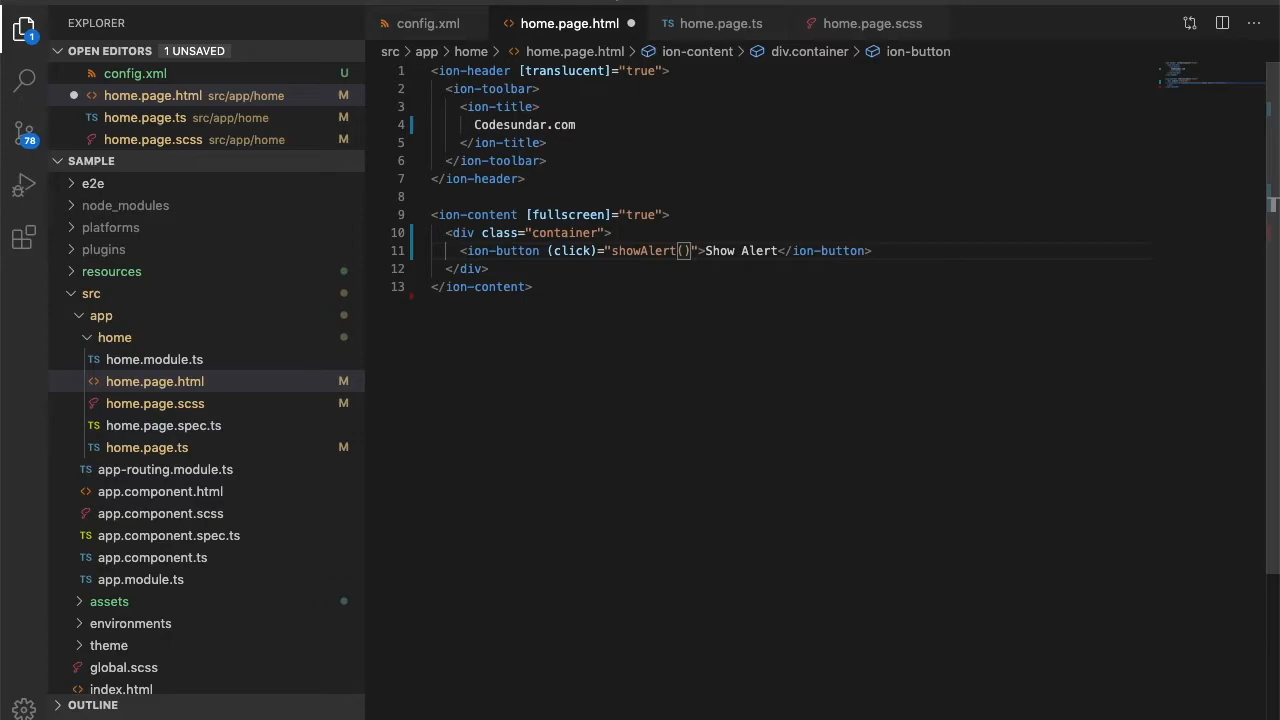 EXPLORER
config.xml
home.page.html
home.page.ts
home.page.scss
OPEN EDITORS 1 UNSAVED
config.xml U
home.page.html src/app/home M
home.page.ts src/app/home M
home.page.scss src/app/home M
SAMPLE
e2e
node_modules
platforms
plugins
resources
src
app
home
home.module.ts
home.page.html M
home.page.scss M
TS home.page.spec.ts
TS home.page.ts M
TS app-routing.module.ts
app.component.html
app.component.scss
TS app.component.spec.ts
TS app.component.ts
TS app.module.ts
assets
environments
theme
global.scss
index.html
OUTLINE
1
78
src > app > home > home.page.html > ion-content > div.container > ion-button
1 <ion-header [translucent]="true">
2 <ion-toolbar>
3 <ion-title>
4 Codesundar.com
5 </ion-title>
6 </ion-toolbar>
7 </ion-header>
8
9 <ion-content [fullscreen]="true">
10 <div class="container">
11 <ion-button (click)="showAlert()">Show Alert</ion-button>
12 </div>
13 </ion-content>